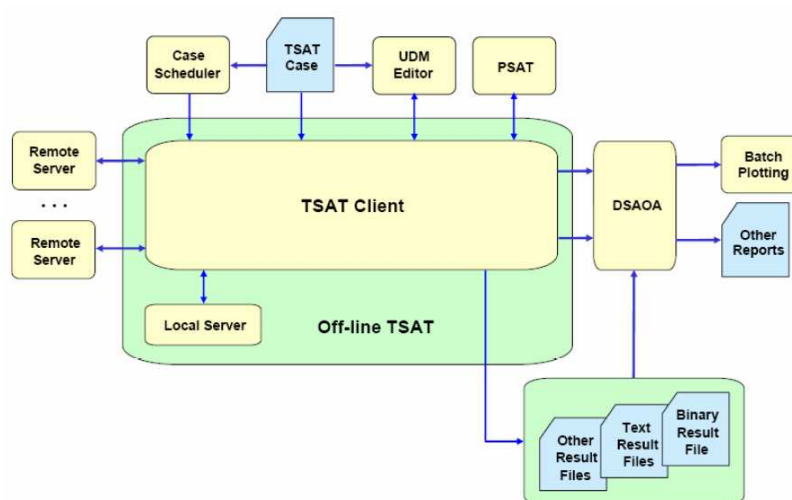 Case
Scheduler
TSAT
Case
UDM
Editor
PSAT
Remote
Server
. . .
Remote
Server
TSAT Client
DSAOA
Batch
Plotting
Other
Reports
Local Server
Off-line TSAT
Other
Result
Files
Text
Result
Files
Binary
Result
File